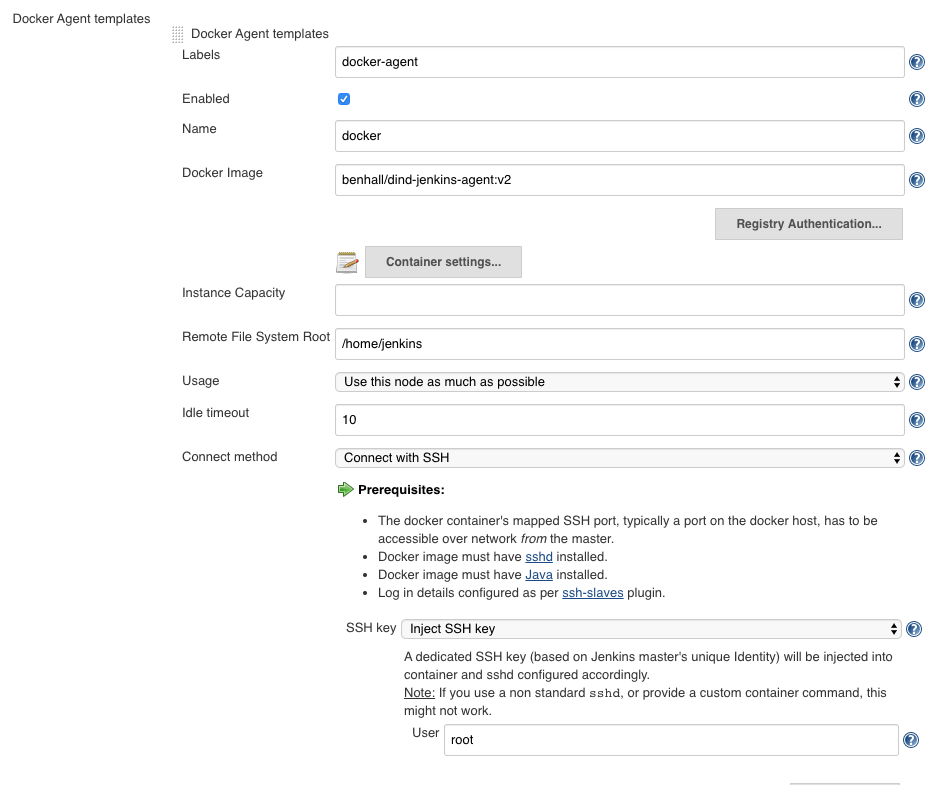 Docker Agent templates
Docker Agent templates
Labels docker-agent
Enabled
Name docker
Docker Image benhall/dind-jenkins-agent:v2
Registry Authentication...
Container settings...
Instance Capacity
Remote File System Root /home/jenkins
Usage Use this node as much as possible
Idle timeout 10
Connect method Connect with SSH
Prerequisites:
• The docker container's mapped SSH port, typically a port on the docker host, has to be
accessible over network from the master.
• Docker image must have sshd installed.
• Docker image must have Java installed.
• Log in details configured as per ssh-slaves plugin.
SSH key Inject SSH key
A dedicated SSH key (based on Jenkins master's unique Identity) will be injected into
container and sshd configured accordingly.
Note: If you use a non standard sshd, or provide a custom container command, this
might not work.
User root